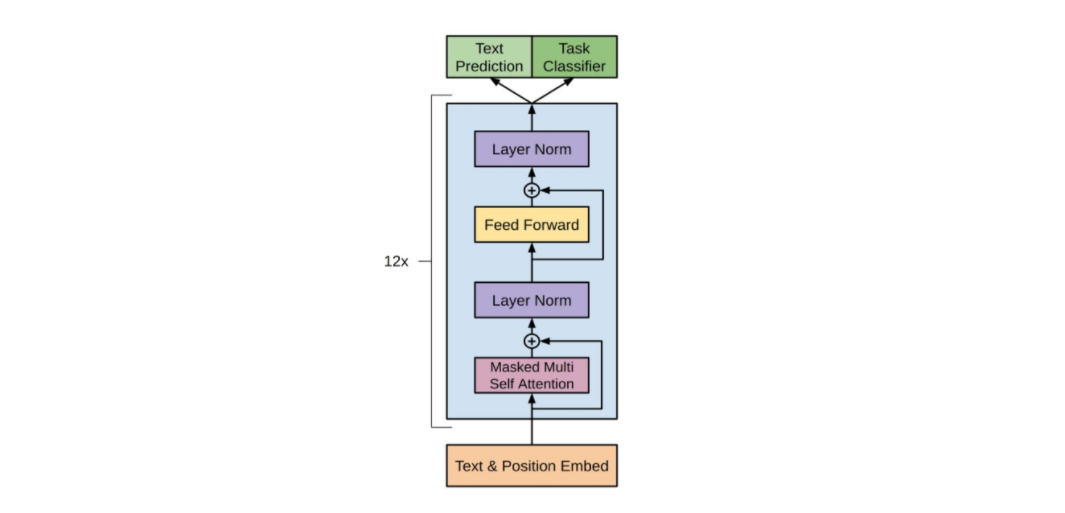 Text
Prediction
Task
Classifier
Layer Norm
Feed Forward
12x
Layer Norm
Masked Multi
Self Attention
Text & Position Embed